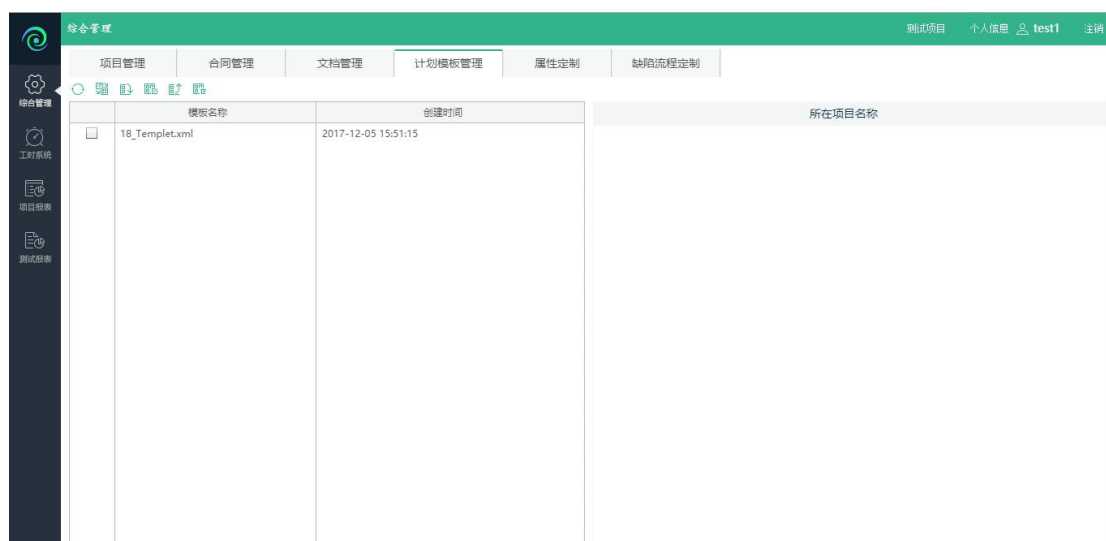 综合管理
测试项目 个人信息 test1 注销
项目管理 合同管理 文档管理 计划模板管理 属性定制 缺陷流程定制
综合管理
工时系统
项目报表
测试报表
模板名称 创建时间 所在项目名称
18_Templet.xml 2017-12-05 15:51:15